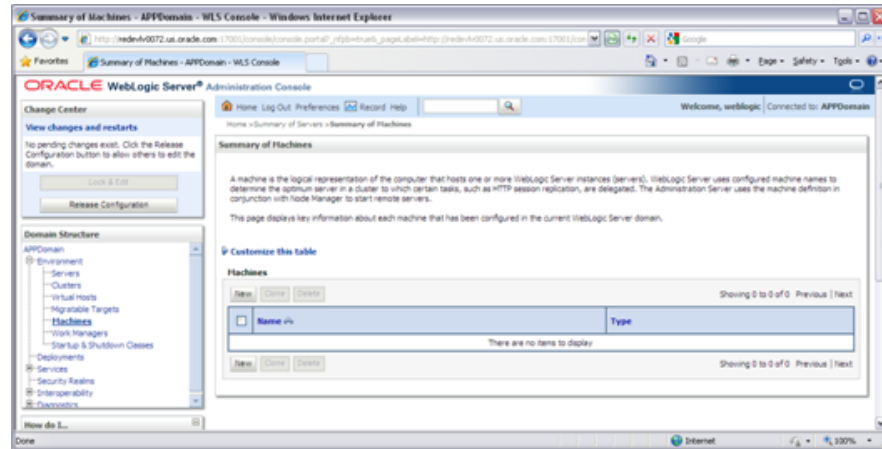 Summary of Machines - APPDomain - WLS Console - Windows Internet Explorer
Google
Favorites Summary of Machines - APPDomain - WLS Console Page Safety Tools
ORACLE WebLogic Server® Administration Console
Change Center
View changes and restarts
No pending changes exist. Click the Release
Configuration button to allow others to edit the
domain.
Lock & Edit
Release Configuration
Domain Structure
APPDomain
Environment
Servers
Clusters
Virtual Hosts
Migratable Targets
Machines
Work Managers
Startup & Shutdown Classes
Deployments
Services
Security Realms
Interoperability
Diagnostics
How do I...
Home Log Out Preferences Record Help
Welcome, weblogic Connected to: APPDomain
Home >Summary of Servers >Summary of Machines
Summary of Machines
A machine is the logical representation of the computer that hosts one or more WebLogic Server instances (servers). WebLogic Server uses configured machine names to
determine the optimum server in a cluster to which certain tasks, such as HTTP session replication, are delegated. The Administration Server uses the machine definition in
conjunction with Node Manager to start remote servers.
This page displays key information about each machine that has been configured in the current WebLogic Server domain.
Customize this table
Machines
New Clone Delete Showing 0 to 0 of 0 Previous | Next
Name Type
There are no items to display
New Clone Delete Showing 0 to 0 of 0 Previous | Next
Done Internet 100%